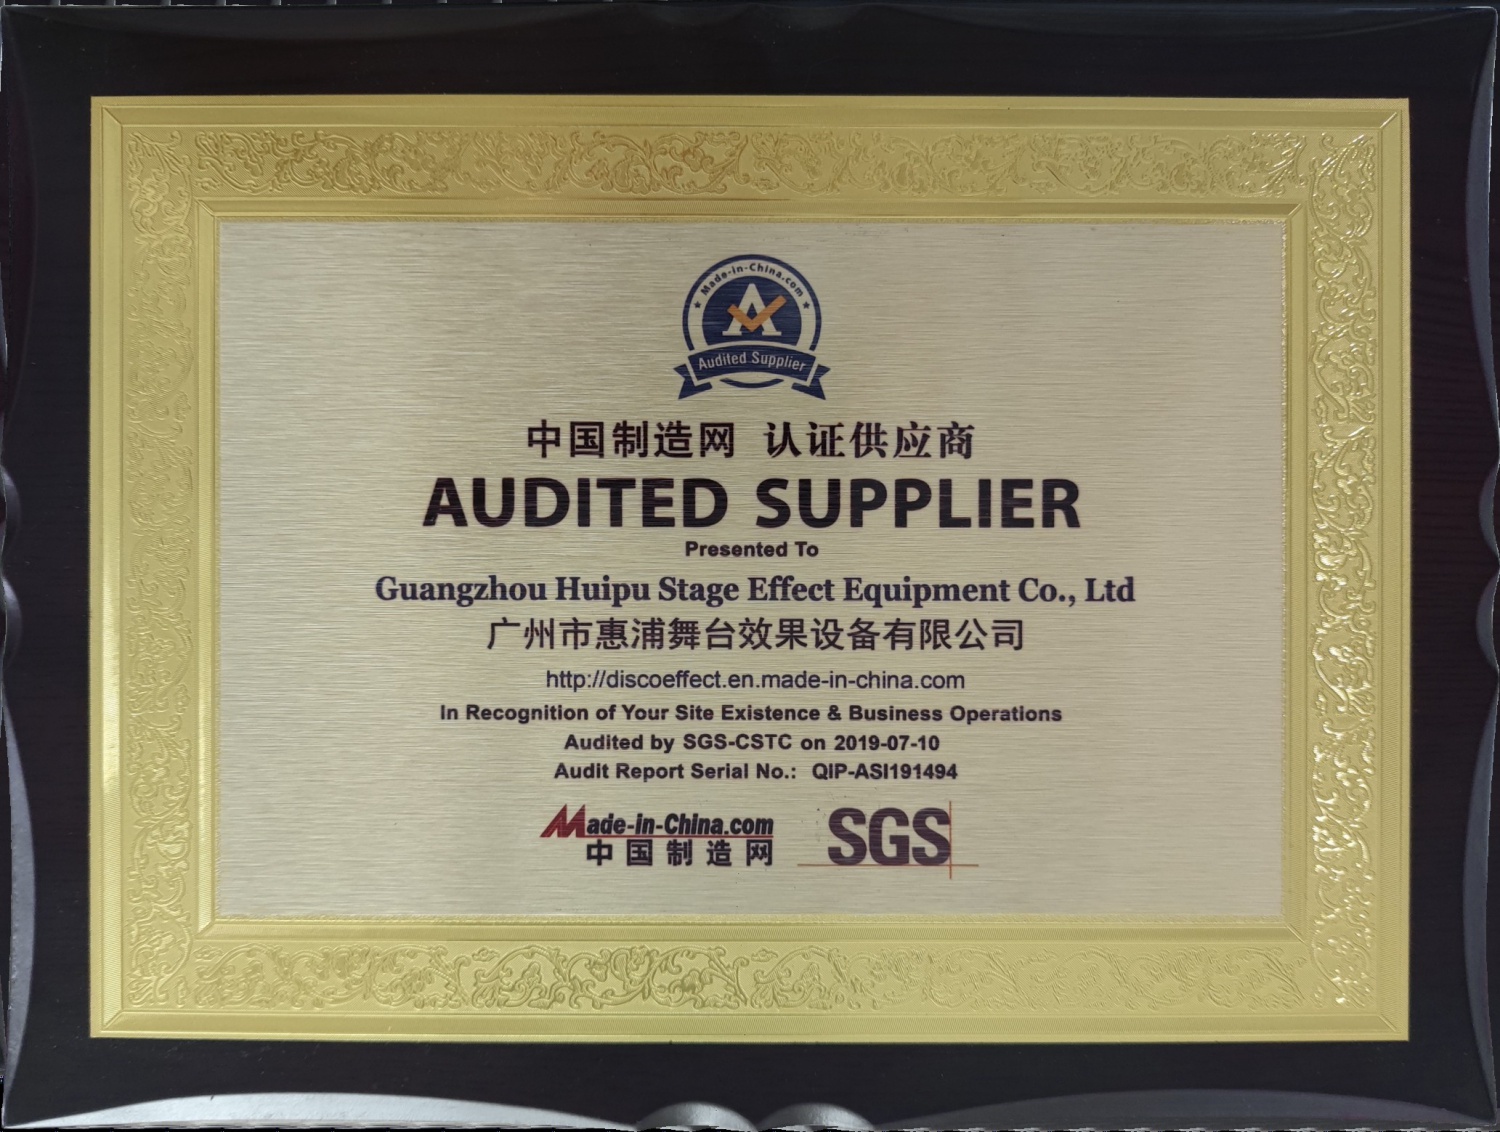 Made-in-China.com
A
Audited Supplier
中国制造网 认证供应商
AUDITED SUPPLIER
Presented To
Guangzhou Huipu Stage Effect Equipment Co., Ltd
广州市惠浦舞台效果设备有限公司
http://discoeffect.en.made-in-china.com
In Recognition of Your Site Existence & Business Operations
Audited by SGS-CSTC on 2019-07-10
Audit Report Serial No.: QIP-ASI191494
Made-in-China.com
中国制造网
SGS